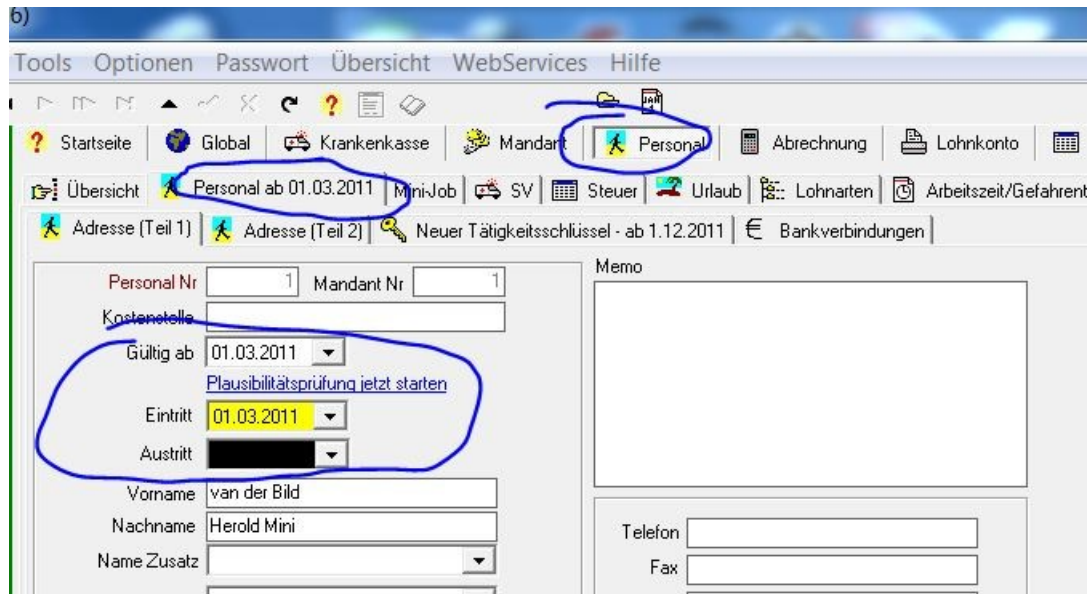 6)
Tools Optionen Passwort Übersicht WebServices Hilfe
Startseite Global Krankenkasse Mandant Personal Abrechnung Lohnkonto
Übersicht Personal ab 01.03.2011 Mini-Job SV Steuer Urlaub Lohnarten Arbeitszeit/Gefahrent
Adresse (Teil 1) Adresse (Teil 2) Neuer Tätigkeitsschlüssel - ab 1.12.2011 € Bankverbindungen
Personal Nr 1 Mandant Nr 1
Memo
Kostenstelle
Gültig ab 01.03.2011
Plausibilitätsprüfung jetzt starten
Eintritt 01.03.2011
Austritt
Vorname van der Bild
Nachname Herold Mini
Name Zusatz
Telefon
Fax